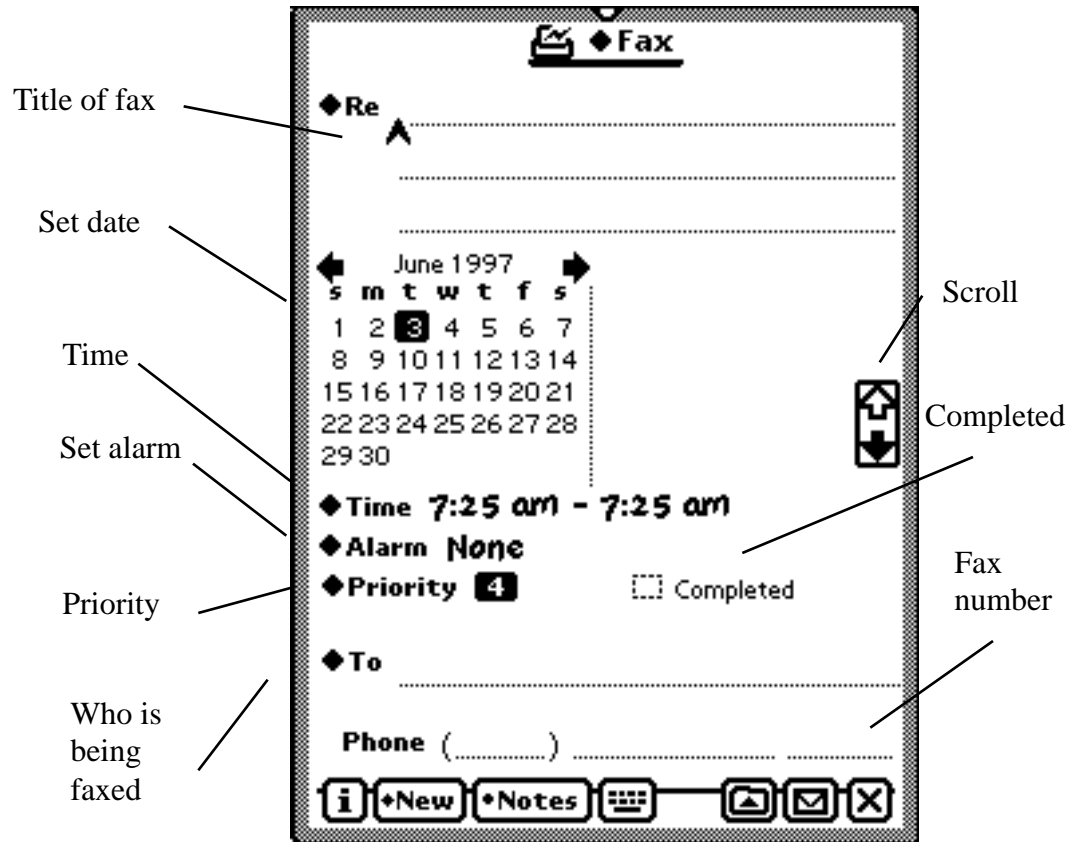 ◆Fax
Title of fax
◆Re
Set date
June 1997
s m t w t f s
1 2 3 4 5 6 7
8 9 10 11 12 13 14
15 16 17 18 19 20 21
22 23 24 25 26 27 28
29 30
Scroll
Time
Completed
Set alarm
◆Time 7:25 am - 7:25 am
◆Alarm None
◆Priority 4
Completed
Priority
Fax
number
◆To
Who is
being
faxed
Phone ( )
i ◆New •Notes X